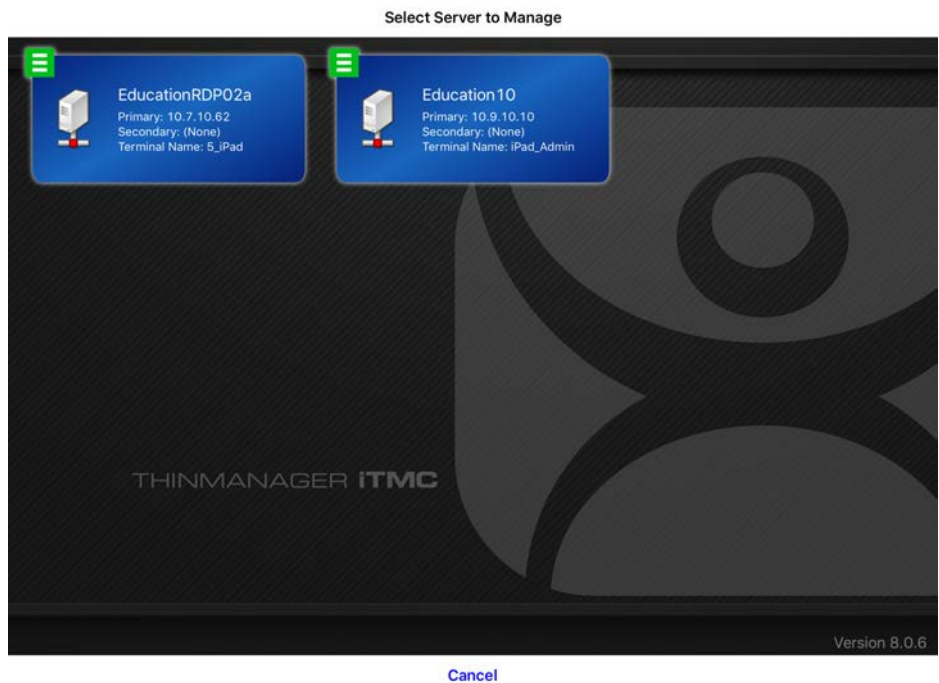 Select Server to Manage
EducationRDP02a
Primary: 10.7.10.62
Secondary: (None)
Terminal Name: 5_iPad
Education10
Primary: 10.9.10.10
Secondary: (None)
Terminal Name: iPad_Admin
THINMANAGER iTMC
Version 8.0.6
Cancel